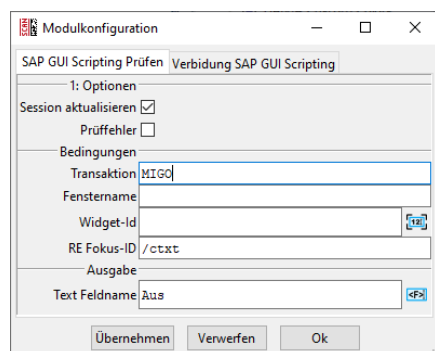 Modulkonfiguration
SAP GUI Scripting Prüfen Verbidung SAP GUI Scripting
1: Optionen
Session aktualisieren
Prüffehler
Bedingungen
Transaktion MIGO
Fenstername
Widget-Id
RE Fokus-ID /ctxt
Ausgabe
Text Feldname Aus <F>
Übernehmen Verwerfen Ok